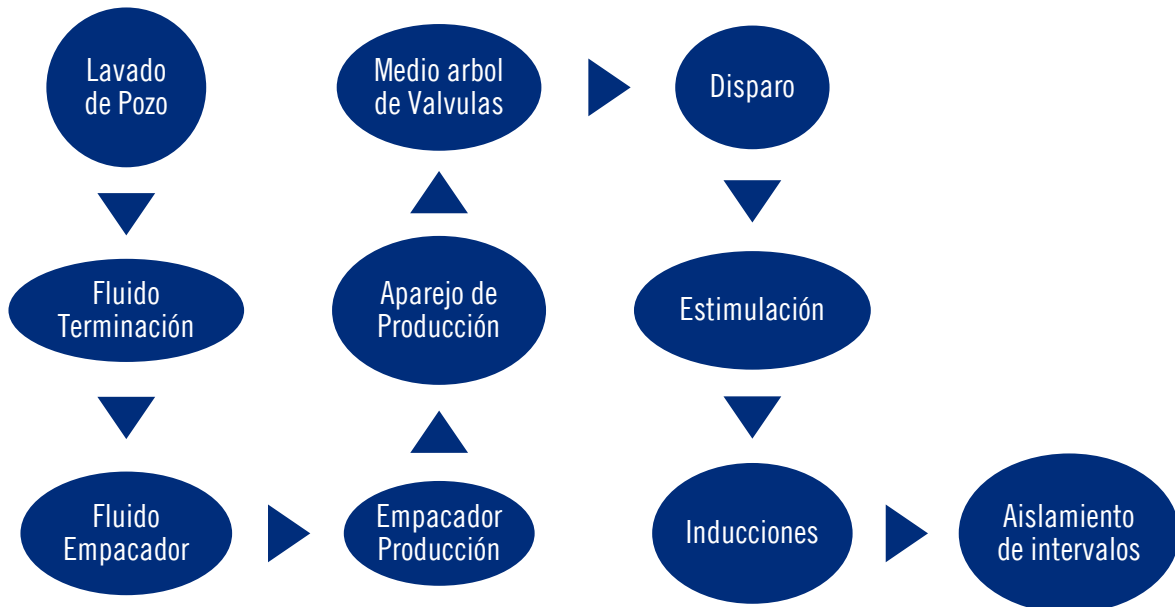 Lavado
de Pozo
Fluido
Terminación
Fluido
Empacador
Empacador
Producción
Aparejo de
Producción
Medio arbol
de Valvulas
Disparo
Estimulación
Inducciones
Aislamiento
de intervalos